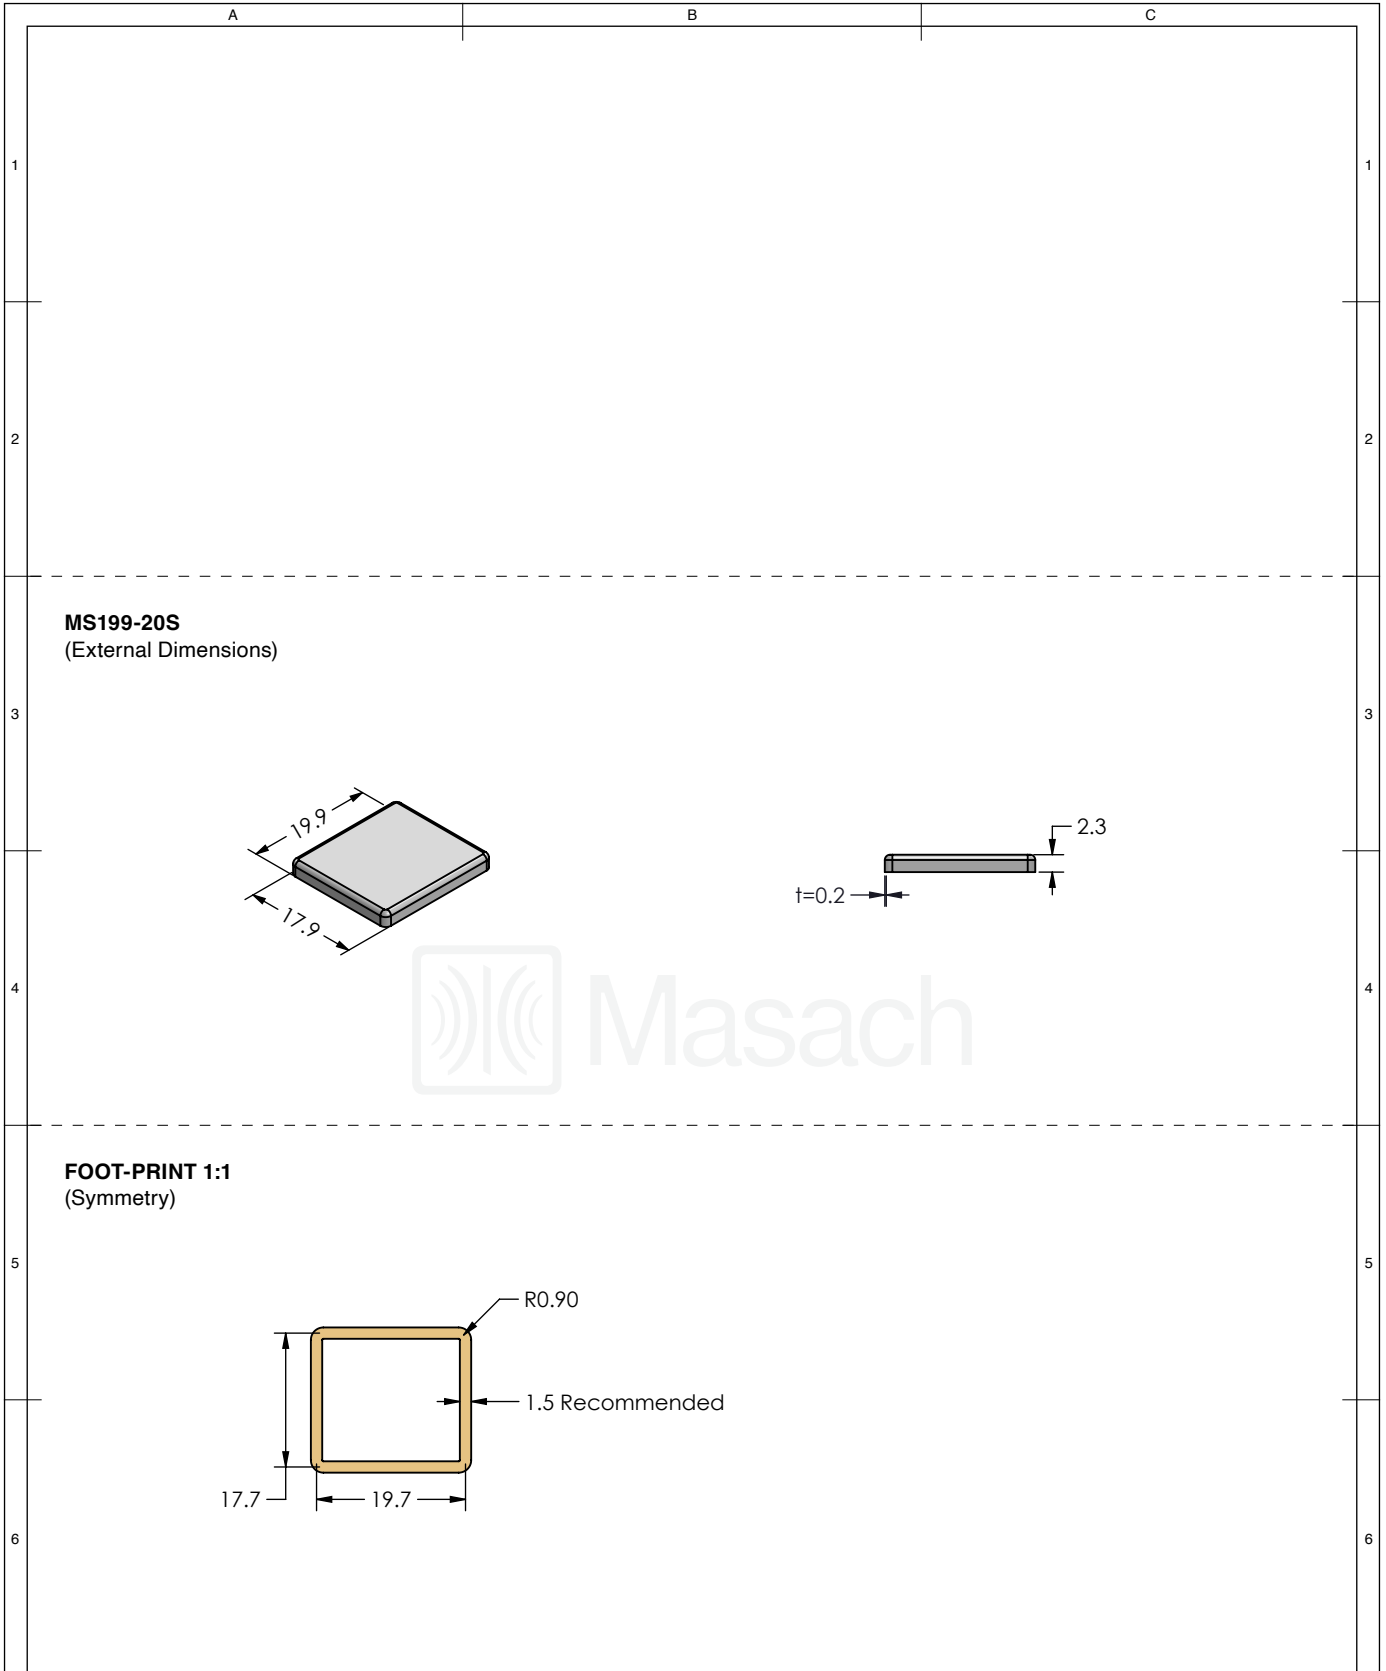 A B C
1 1
2 2
MS199-20S
(External Dimensions)
3 3
19.9
2.3
t=0.2
17.9
Masach
4 4
FOOT-PRINT 1:1
(Symmetry)
5 5
R0.90
1.5 Recommended
17.7 19.7
6 6